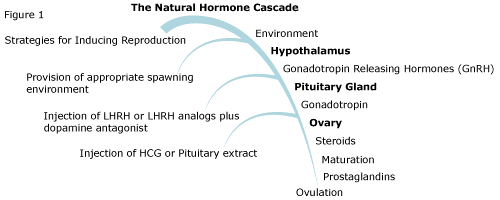 The Natural Hormone Cascade
Figure 1
Environment
Strategies for Inducing Reproduction
Hypothalamus
Gonadotropin Releasing Hormones (GnRH)
Provision of appropriate spawning
environment
Pituitary Gland
Gonadotropin
Injection of LHRH or LHRH analogs plus
dopamine antagonist
Ovary
Steroids
Injection of HCG or Pituitary extract
Maturation
Prostaglandins
Ovulation